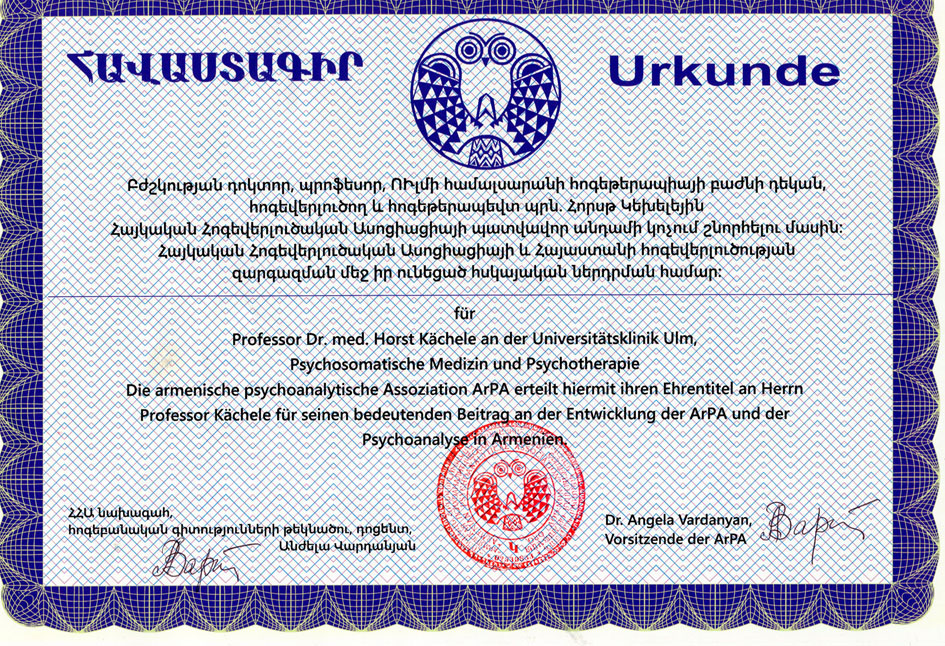 ՀԱՎԱՍՏԱԳԻՐ
Urkunde
Բժշկության դոկտոր, պրոֆեսոր, ՈՒլմի համալսարանի հոգեթերապիայի բաժնի դեկան,
հոգեվերլուծող և հոգեթերապեվտ պրն. Հորսթ Կեխելեյին
Հայկական Հոգեվերլուծական Ասոցիացիայի պատվավոր անդամի կոչում շնորհելու մասին:
Հայկական Հոգեվերլուծական Ասոցիացիայի և Հայաստանի հոգեվերլուծության
զարգազման մեջ իր ունեցած հսկայական ներդրման համար:
für
Professor Dr. med. Horst Kächele an der Universitätsklinik Ulm,
Psychosomatische Medizin und Psychotherapie
Die armenische psychoanalytische Assoziation ArPA erteilt hiermit ihren Ehrentitel an Herrn
Professor Kächele für seinen bedeutenden Beitrag an der Entwicklung der ArPA und der
Psychoanalyse in Armenien.
ՀՀԱ նախագահ,
հոգեբանական գիտությունների թեկնածու, դոցենտ,
Անժելա Վարդանյան
Dr. Angela Vardanyan,
Vorsitzende der ArPA